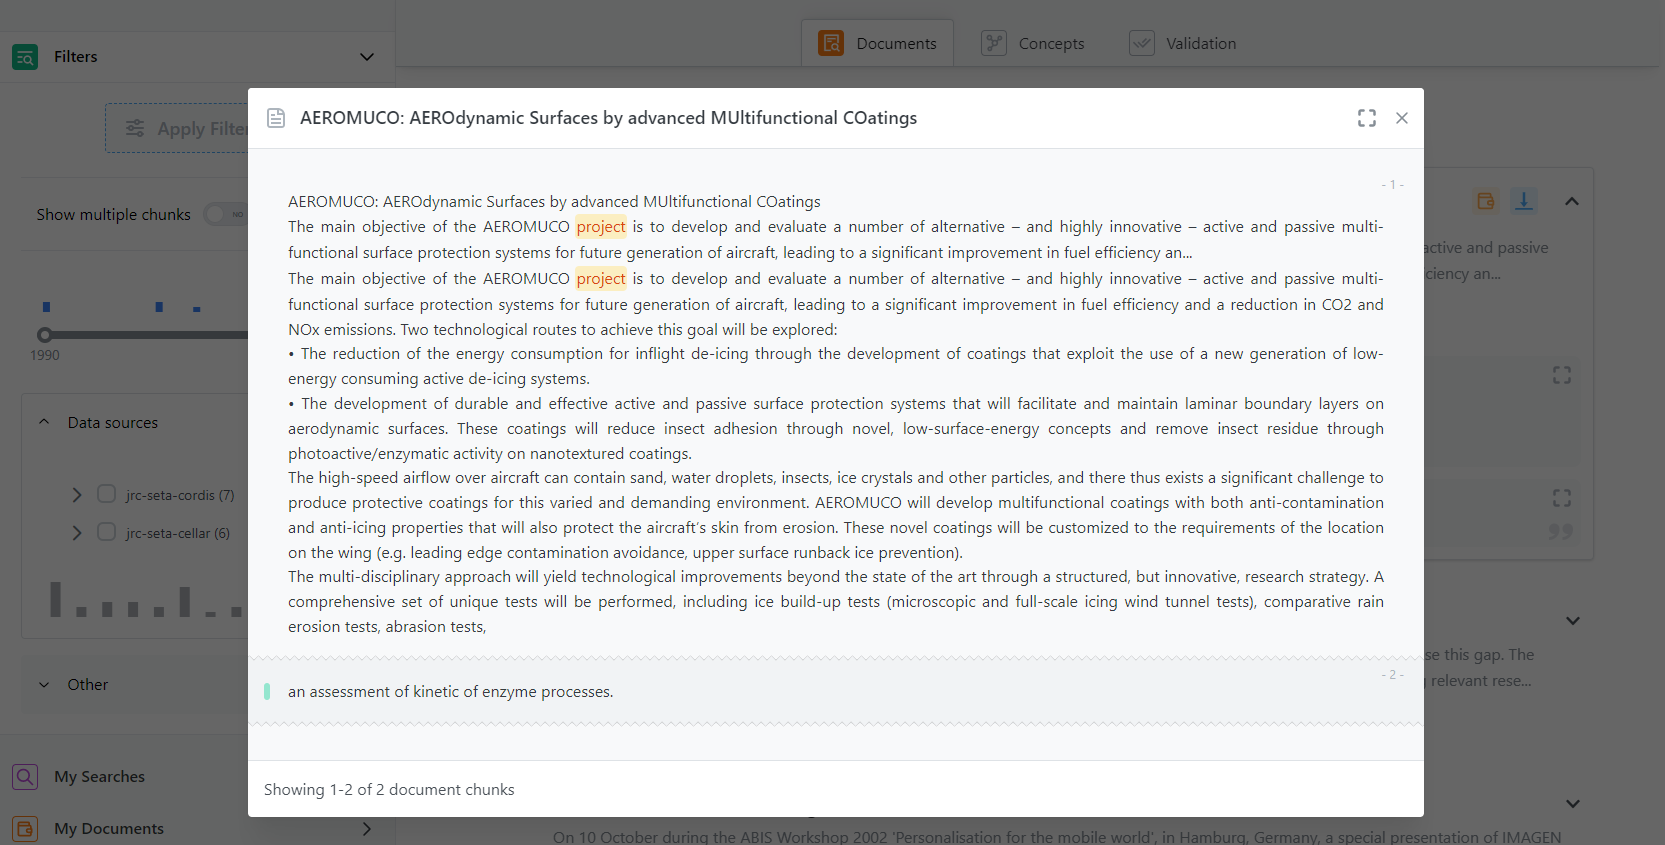 Filters
Documents
Concepts
Validation
Apply Filter
Show multiple chunks
NO
1990
Data sources
jrc-seta-cordis (7)
jrc-seta-cellar (6)
Other
My Searches
My Documents
AEROMUCO: AEROdynamic Surfaces by advanced MUltifunctional COatings
- 1 -
AEROMUCO: AEROdynamic Surfaces by advanced MUltifunctional COatings
The main objective of the AEROMUCO project is to develop and evaluate a number of alternative – and highly innovative – active and passive multi-
functional surface protection systems for future generation of aircraft, leading to a significant improvement in fuel efficiency an...
The main objective of the AEROMUCO project is to develop and evaluate a number of alternative – and highly innovative – active and passive multi-
functional surface protection systems for future generation of aircraft, leading to a significant improvement in fuel efficiency and a reduction in CO2 and
NOx emissions. Two technological routes to achieve this goal will be explored:
• The reduction of the energy consumption for inflight de-icing through the development of coatings that exploit the use of a new generation of low-
energy consuming active de-icing systems.
• The development of durable and effective active and passive surface protection systems that will facilitate and maintain laminar boundary layers on
aerodynamic surfaces. These coatings will reduce insect adhesion through novel, low-surface-energy concepts and remove insect residue through
photoactive/enzymatic activity on nanotextured coatings.
The high-speed airflow over aircraft can contain sand, water droplets, insects, ice crystals and other particles, and there thus exists a significant challenge to
produce protective coatings for this varied and demanding environment. AEROMUCO will develop multifunctional coatings with both anti-contamination
and anti-icing properties that will also protect the aircraft's skin from erosion. These novel coatings will be customized to the requirements of the location
on the wing (e.g. leading edge contamination avoidance, upper surface runback ice prevention).
The multi-disciplinary approach will yield technological improvements beyond the state of the art through a structured, but innovative, research strategy. A
comprehensive set of unique tests will be performed, including ice build-up tests (microscopic and full-scale icing wind tunnel tests), comparative rain
erosion tests, abrasion tests,
- 2 -
an assessment of kinetic of enzyme processes.
Showing 1-2 of 2 document chunks
active and passive
ciency an...
se this gap. The
relevant rese...
On 10 October during the ABIS Workshop 2002 'Personalisation for the mobile world', in Hamburg, Germany, a special presentation of IMAGEN